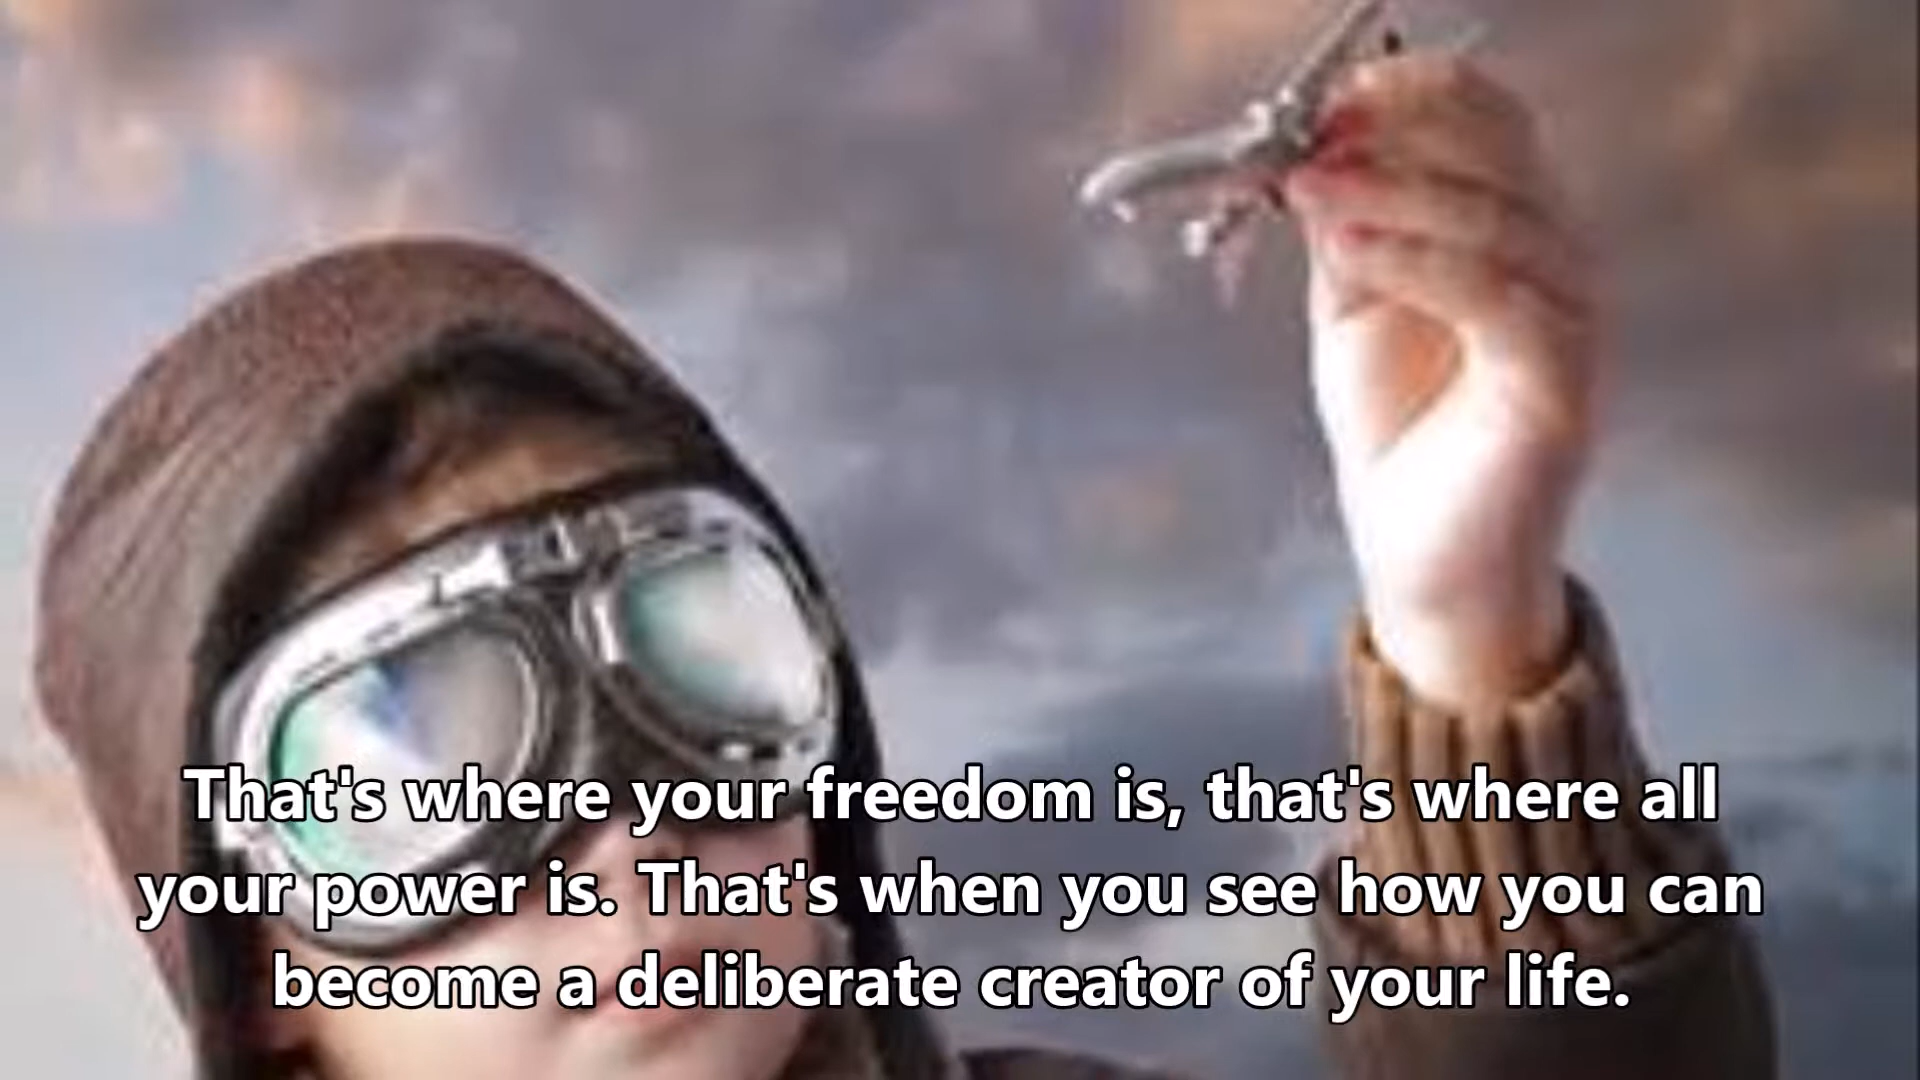 That's where your freedom is, that's where all
your power is. That's when you see how you can
become a deliberate creator of your life.